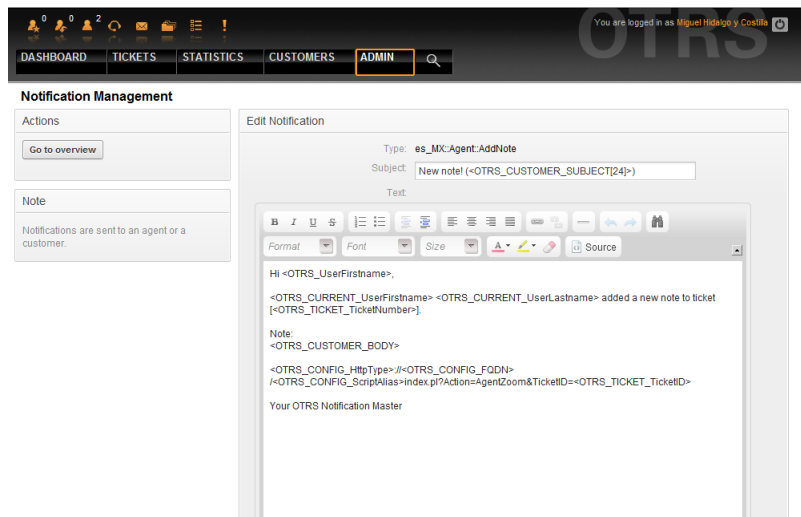 0 0 2
You are logged in as Miguel Hidalgo y Costilla
OTRS
DASHBOARD TICKETS STATISTICS CUSTOMERS ADMIN
Notification Management
Actions
Go to overview
Note
Notifications are sent to an agent or a
customer.
Edit Notification
Type: es_MX::Agent::AddNote
Subject: New note! (<OTRS_CUSTOMER_SUBJECT[24]>)
Text:
B I U S
Format Font Size A Source
Hi <OTRS_UserFirstname>,
<OTRS_CURRENT_UserFirstname> <OTRS_CURRENT_UserLastname> added a new note to ticket
[<OTRS_TICKET_TicketNumber>].
Note:
<OTRS_CUSTOMER_BODY>
<OTRS_CONFIG_HttpType>://<OTRS_CONFIG_FQDN>
/<OTRS_CONFIG_ScriptAlias>index.pl?Action=AgentZoom&TicketID=<OTRS_TICKET_TicketID>
Your OTRS Notification Master